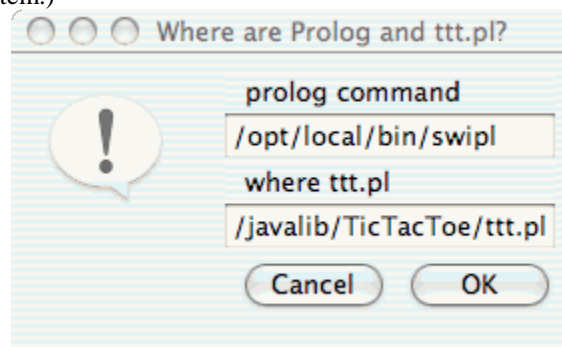 tem.)
Where are Prolog and ttt.pl?
prolog command
/opt/local/bin/swipl
where ttt.pl
/javalib/TicTacToe/ttt.pl
Cancel OK